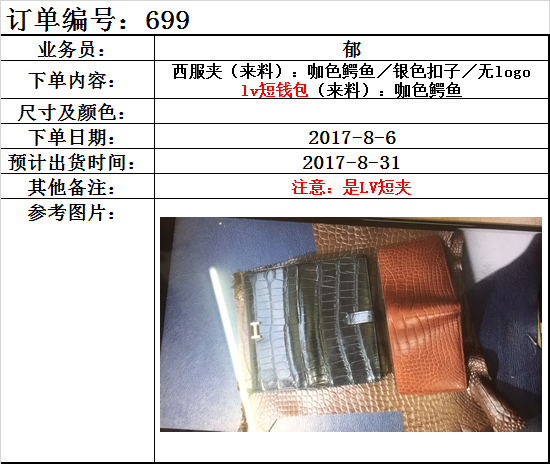 订单编号：699
业务员： 郁
下单内容： 西服夹（来料）：咖色鳄鱼／银色扣子／无logo
lv短钱包（来料）：咖色鳄鱼
尺寸及颜色：
下单日期： 2017-8-6
预计出货时间： 2017-8-31
其他备注： 注意：是LV短夹
参考图片：